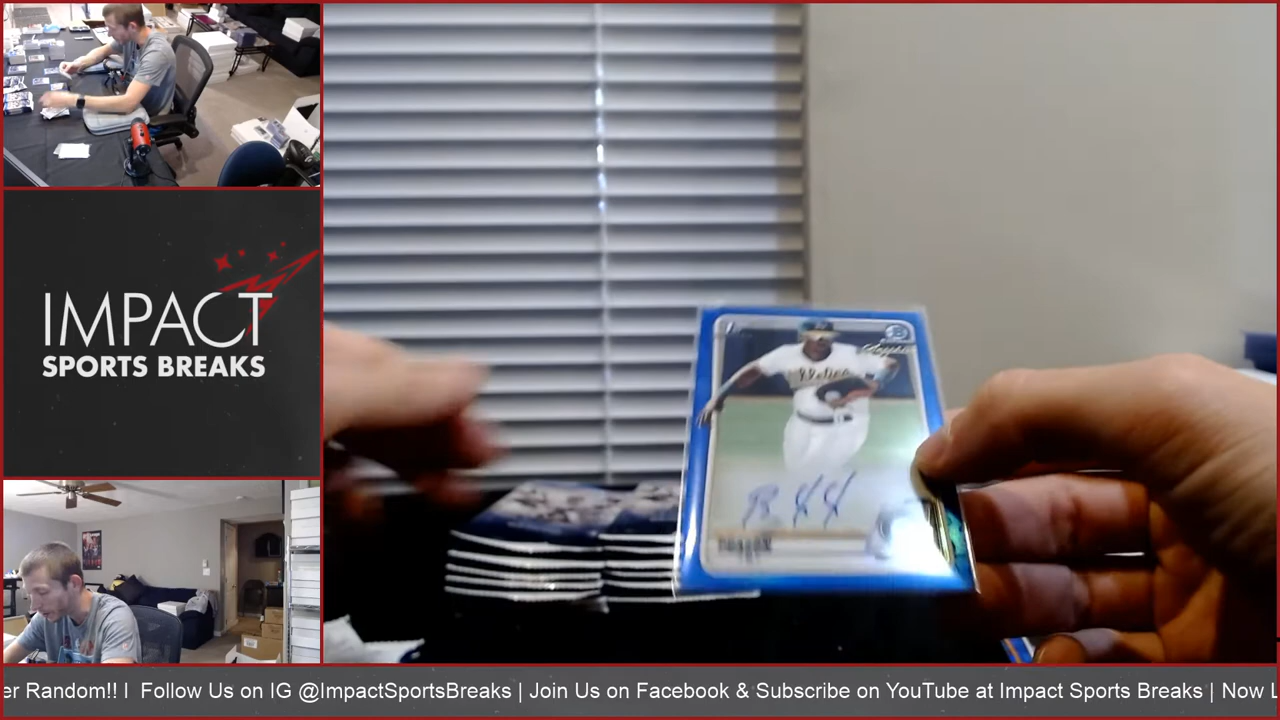 IMPACT
SPORTS BREAKS
er Random!! I Follow Us on IG @ImpactSportsBreaks | Join Us on Facebook & Subscribe on YouTube at Impact Sports Breaks | Now L